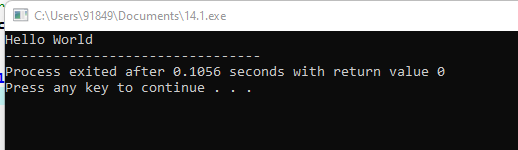 C:\Users\91849\Documents\14.1.exe
Hello World
--------------------------------
Process exited after 0.1056 seconds with return value 0
Press any key to continue . . .